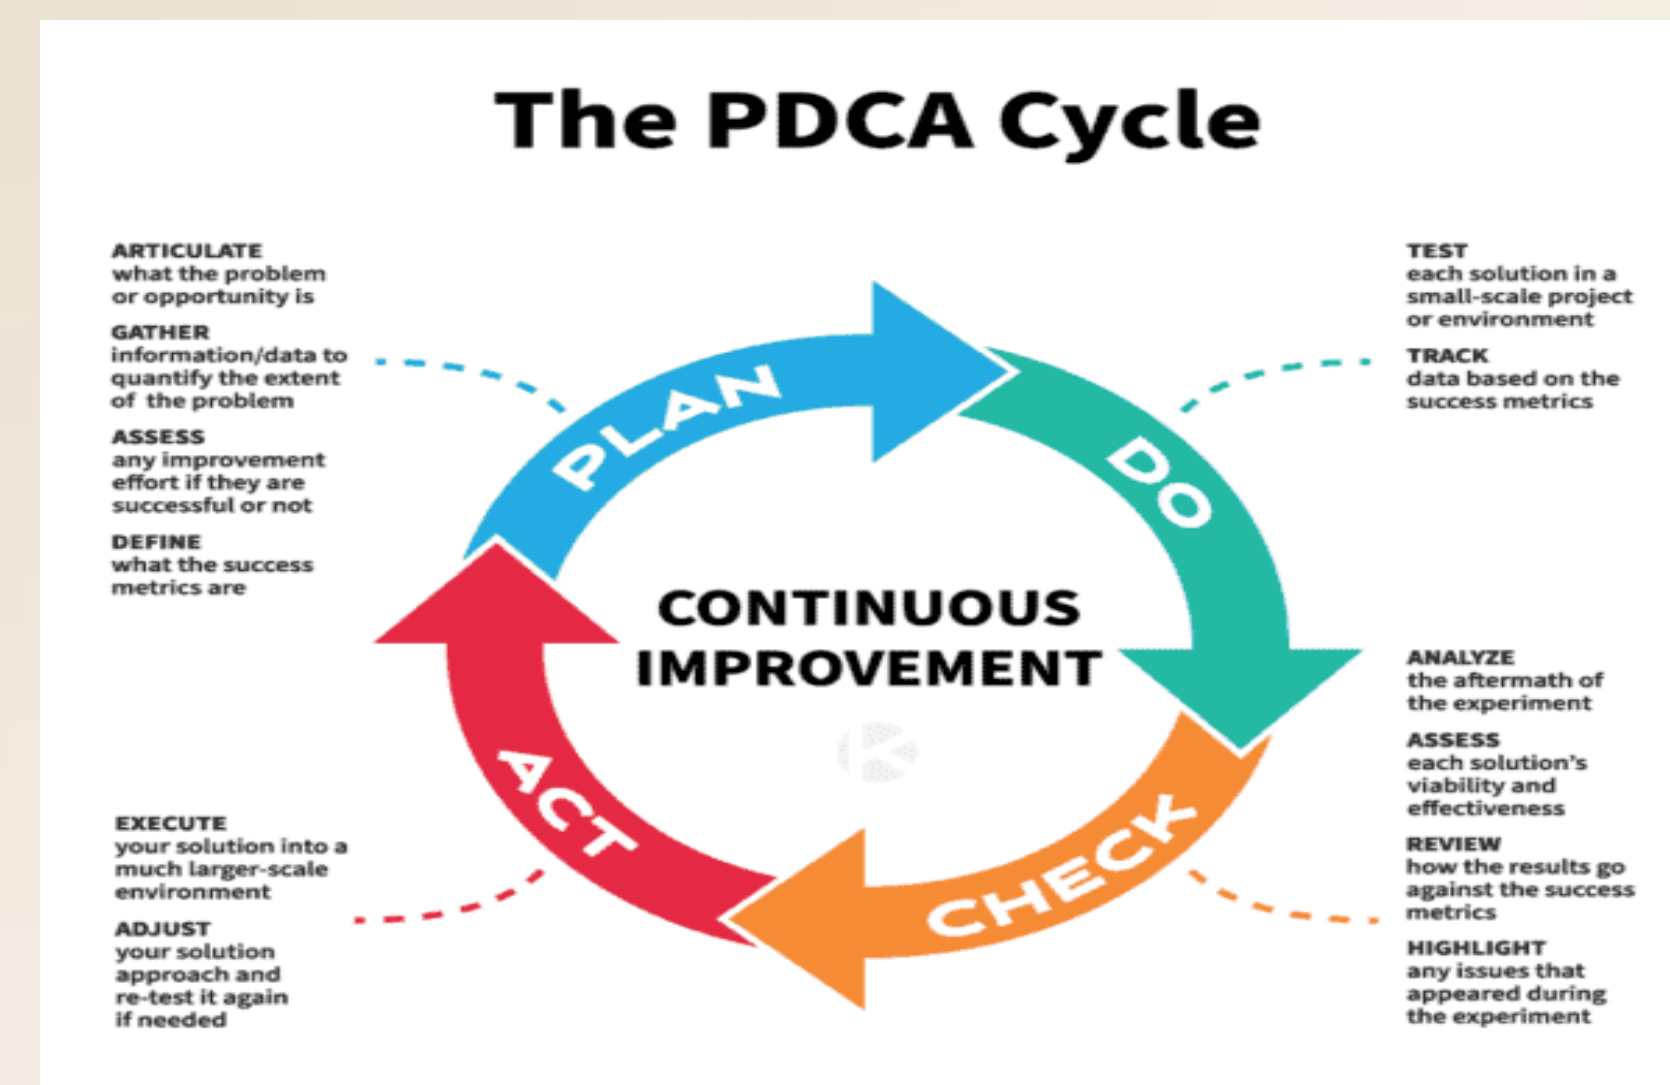 The PDCA Cycle
ARTICULATE
what the problem
or opportunity is
GATHER
information/data to
quantify the extent
of the problem
ASSESS
any improvement
effort if they are
successful or not
DEFINE
what the success
metrics are
PLAN
DO
TEST
each solution in a
small-scale project
or environment
TRACK
data based on the
success metrics
CONTINUOUS
IMPROVEMENT
K
ACT
CHECK
ANALYZE
the aftermath of
the experiment
ASSESS
each solution's
viability and
effectiveness
REVIEW
how the results go
against the success
metrics
HIGHLIGHT
any issues that
appeared during
the experiment
EXECUTE
your solution into a
much larger-scale
environment
ADJUST
your solution
approach and
re-test it again
if needed